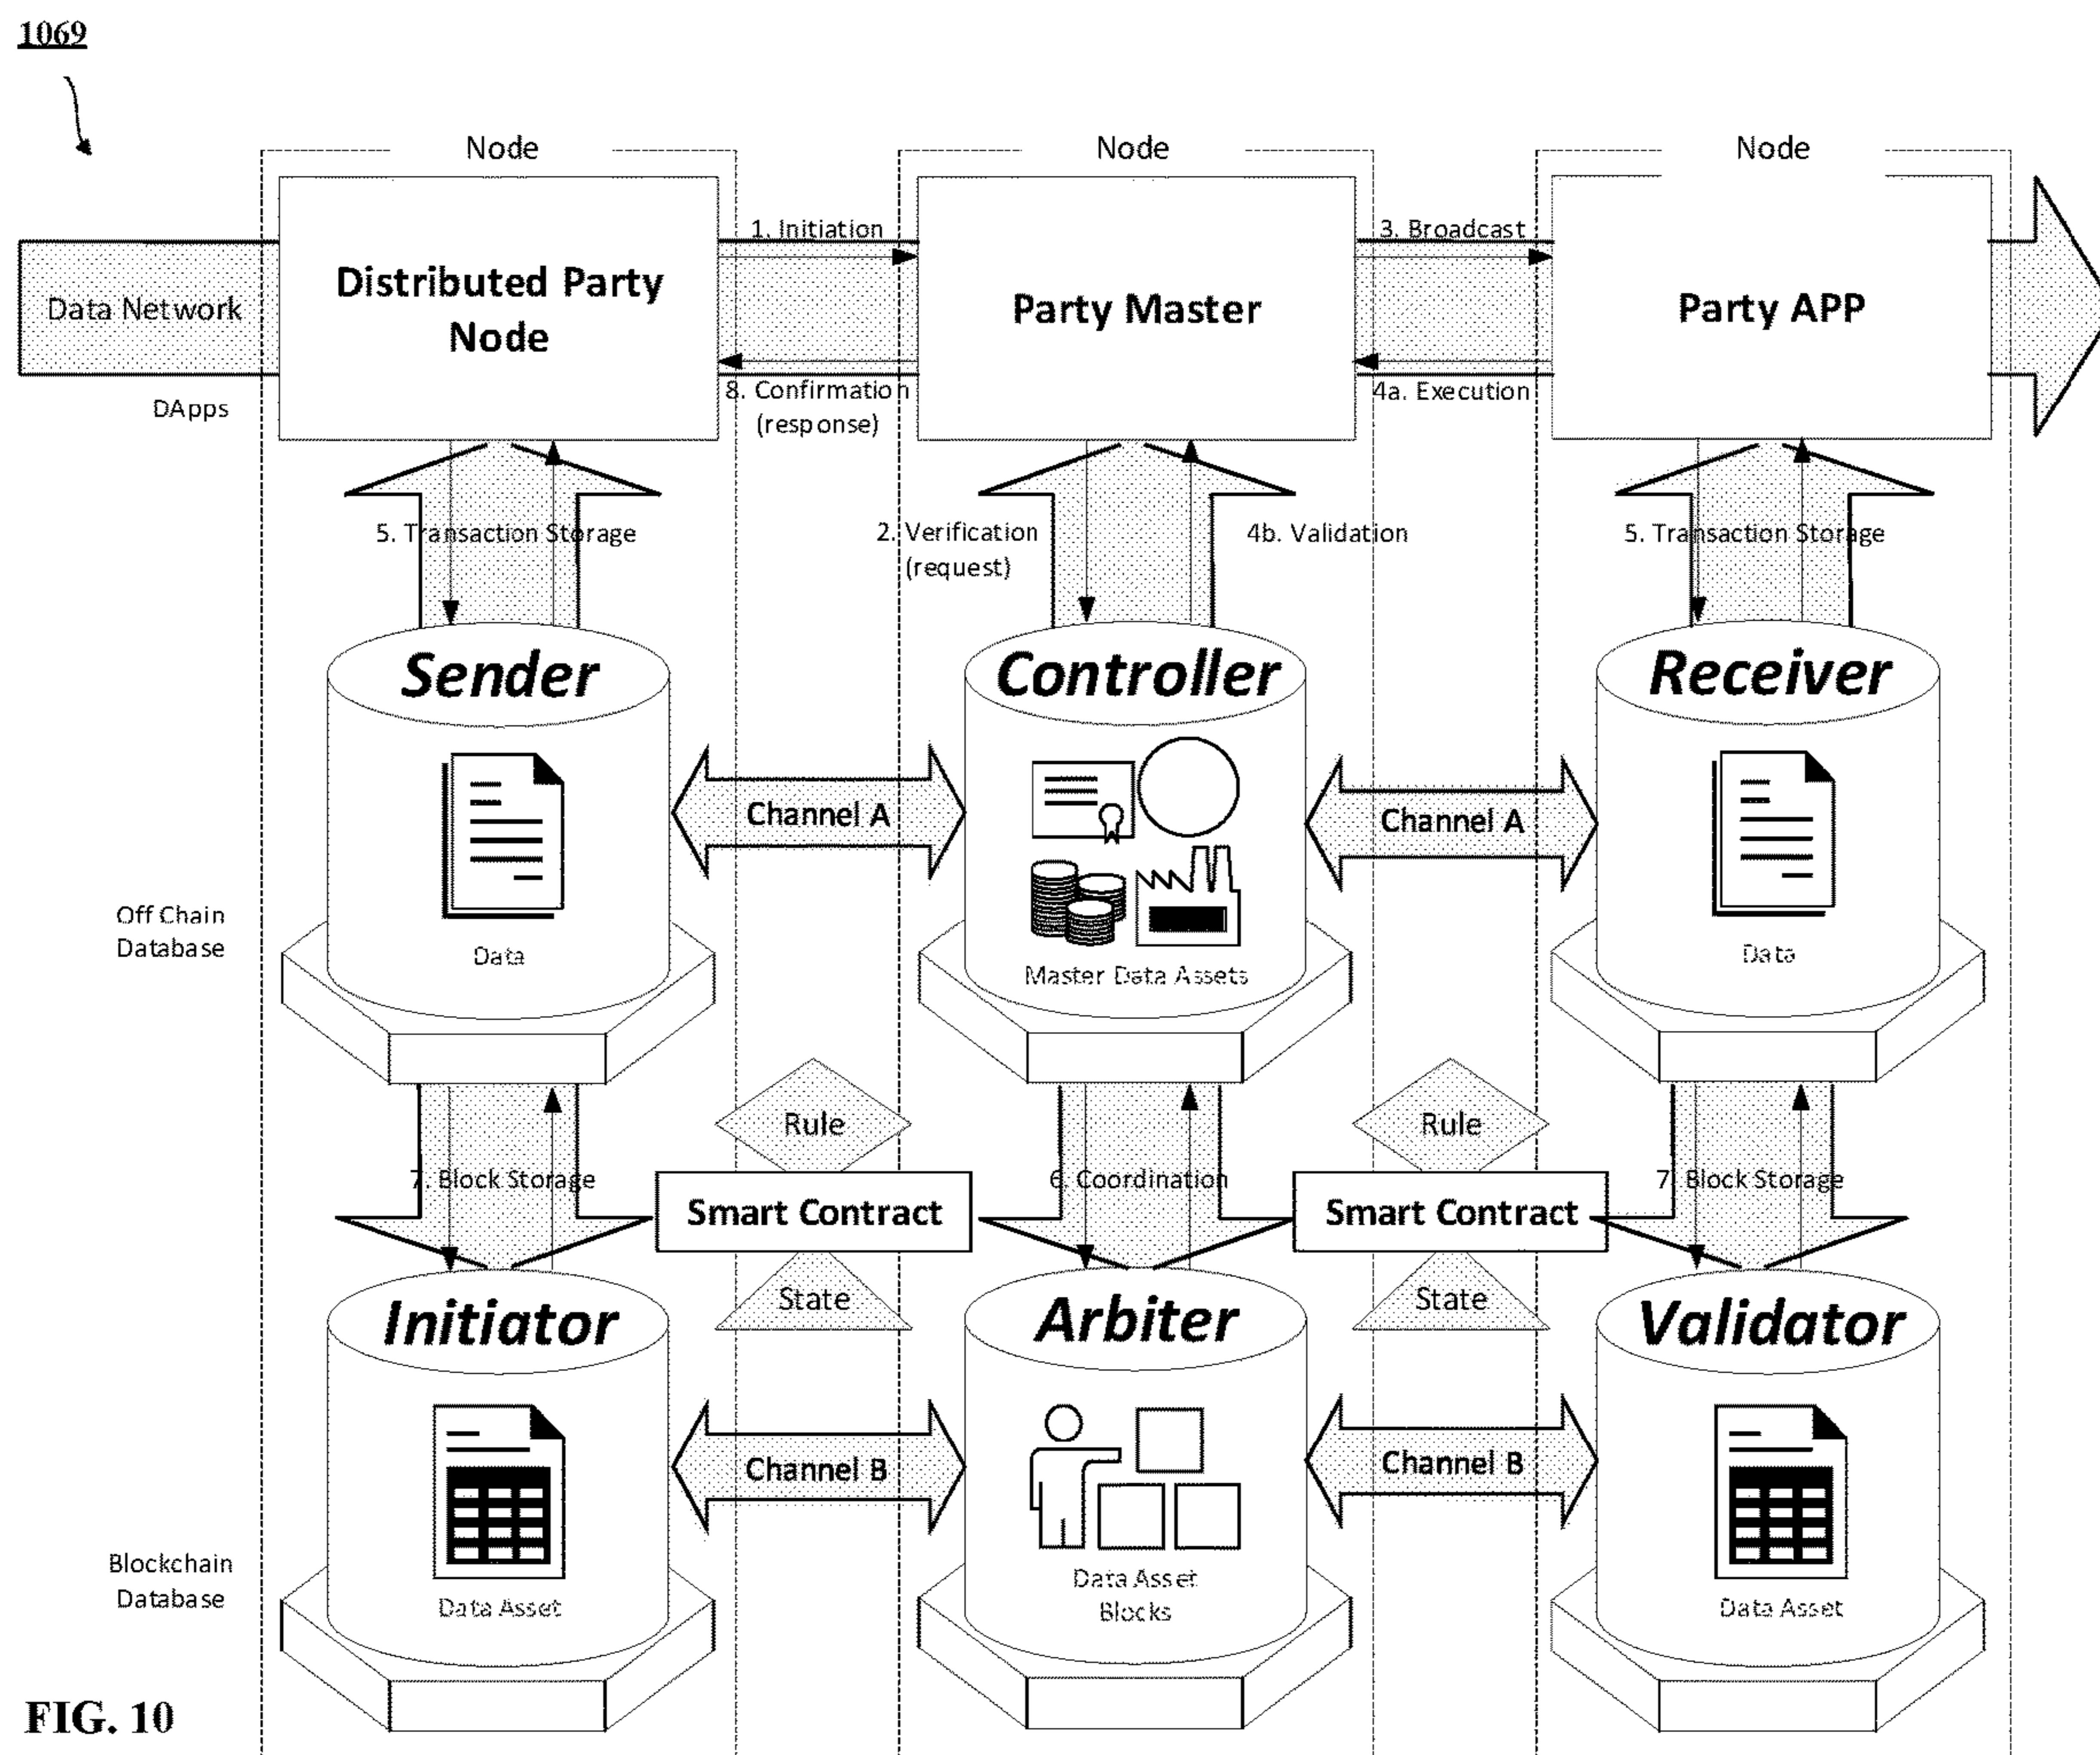 1069
Node
Node
Node
Data Network
DApps
Distributed Party
Node
1. Initiation
8. Confirmation
(response)
Party Master
3. Broadcast
4a. Execution
Party APP
5. Transaction Storage
2. Verification
(request)
4b. Validation
5. Transaction Storage
Sender
Controller
Receiver
Channel A
Channel A
Off Chain
Database
Data
Master Data Assets
Data
Rule
Rule
7. Block Storage
6. Coordination
7. Block Storage
Smart Contract
Smart Contract
State
State
Initiator
Arbiter
Validator
Channel B
Channel B
Blockchain
Database
Data Asset
Data Asset
Blocks
Data Asset
FIG. 10